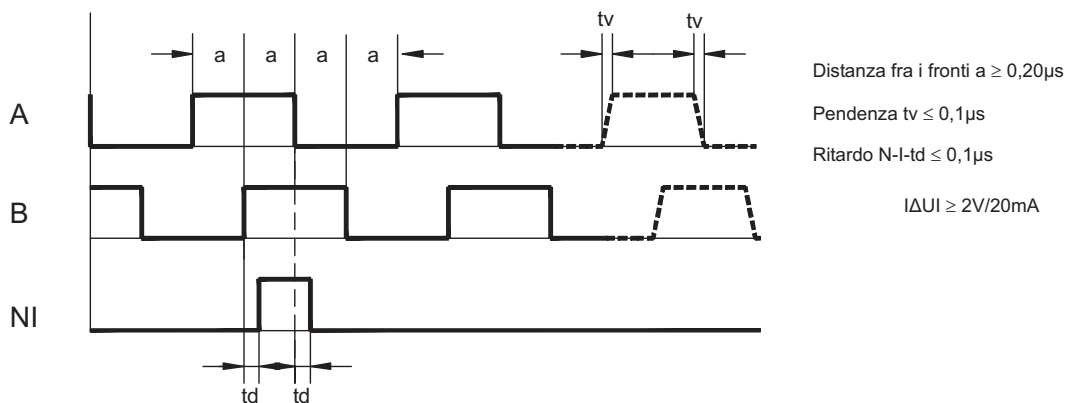 tv tv
a a a a
Distanza fra i fronti a ≥ 0,20µs
A
Pendenza tv ≤ 0,1µs
Ritardo N-I-td ≤ 0,1µs
B
IΔUI ≥ 2V/20mA
NI
td td